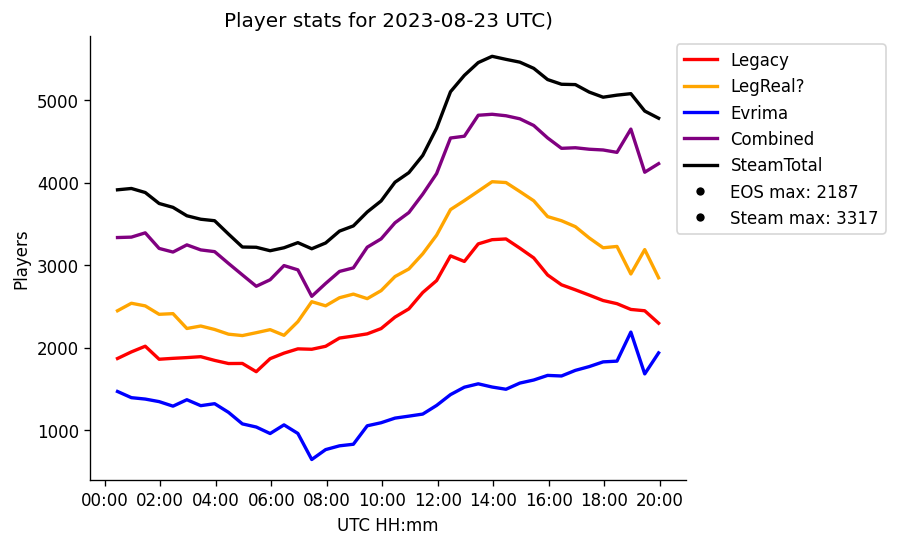 Player stats for 2023-08-23 UTC)
Legacy
LegReal?
Evrima
Combined
SteamTotal
EOS max: 2187
Steam max: 3317
Players
5000
4000
3000
2000
1000
00:00 02:00 04:00 06:00 08:00 10:00 12:00 14:00 16:00 18:00 20:00
UTC HH:mm